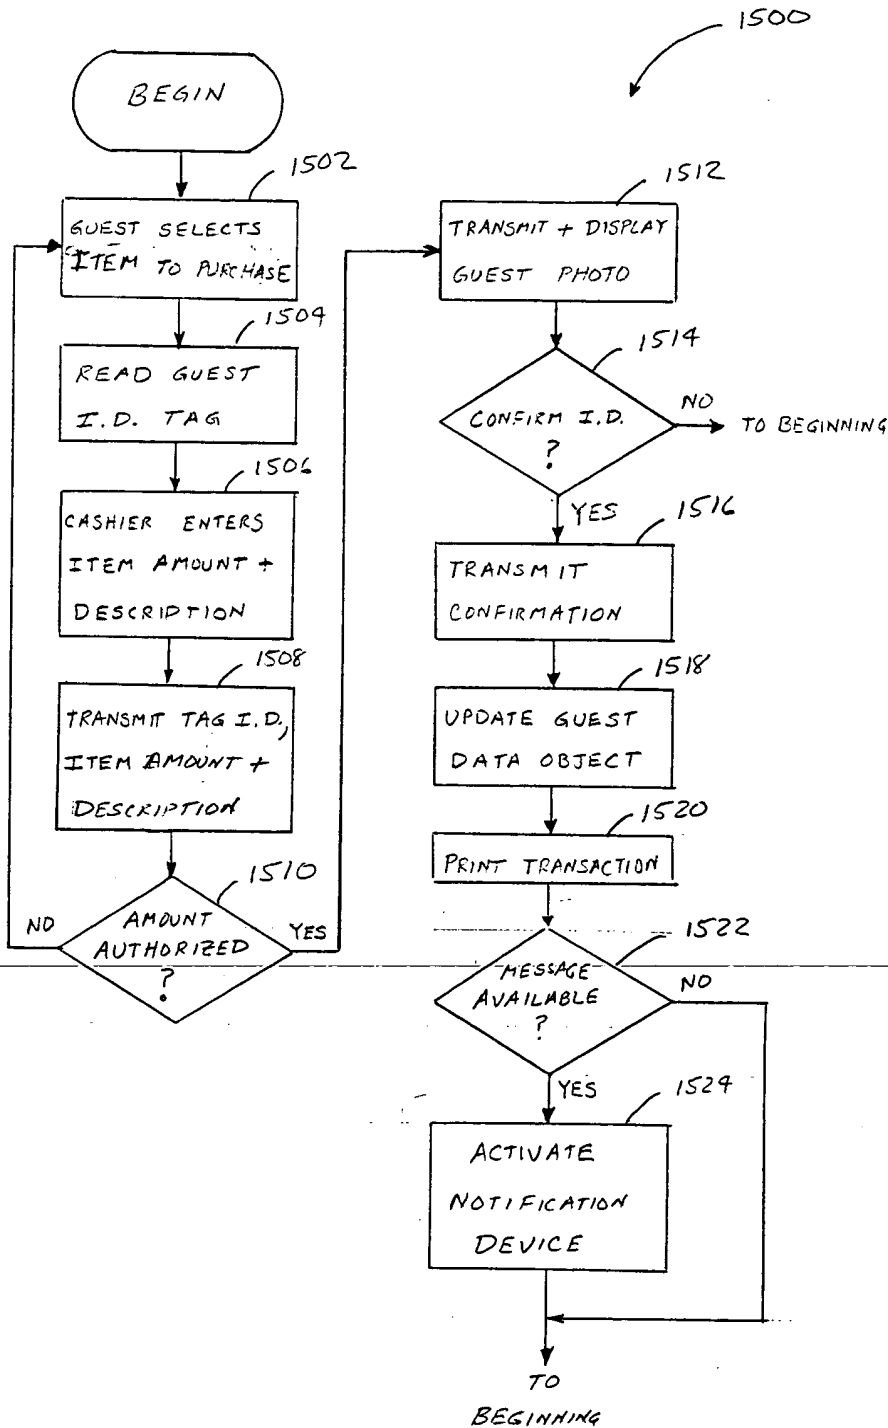 1500
BEGIN
1502
GUEST SELECTS
ITEM TO PURCHASE
1504
READ GUEST
I.D. TAG
1506
CASHIER ENTERS
ITEM AMOUNT +
DESCRIPTION
1508
TRANSMIT TAG I.D.,
ITEM AMOUNT +
DESCRIPTION
1510
AMOUNT
AUTHORIZED
?
NO
YES
1512
TRANSMIT + DISPLAY
GUEST PHOTO
1514
CONFIRM I.D.
?
NO
TO BEGINNING
YES
1516
TRANSMIT
CONFIRMATION
1518
UPDATE GUEST
DATA OBJECT
1520
PRINT TRANSACTION
1522
MESSAGE
AVAILABLE
?
NO
YES
1524
ACTIVATE
NOTIFICATION
DEVICE
TO
BEGINNING